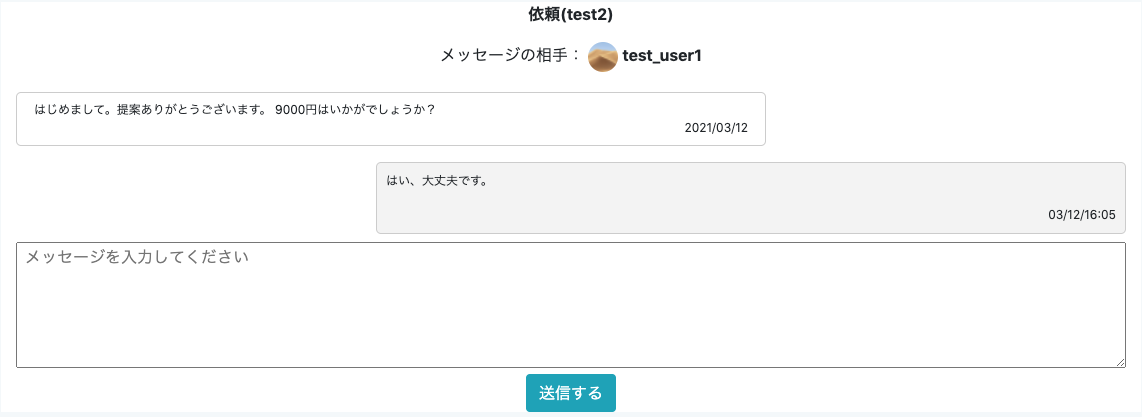 依頼(test2)
メッセージの相手： test_user1
はじめまして。提案ありがとうございます。 9000円はいかがでしょうか？
2021/03/12
はい、大丈夫です。
03/12/16:05
メッセージを入力してください
送信する